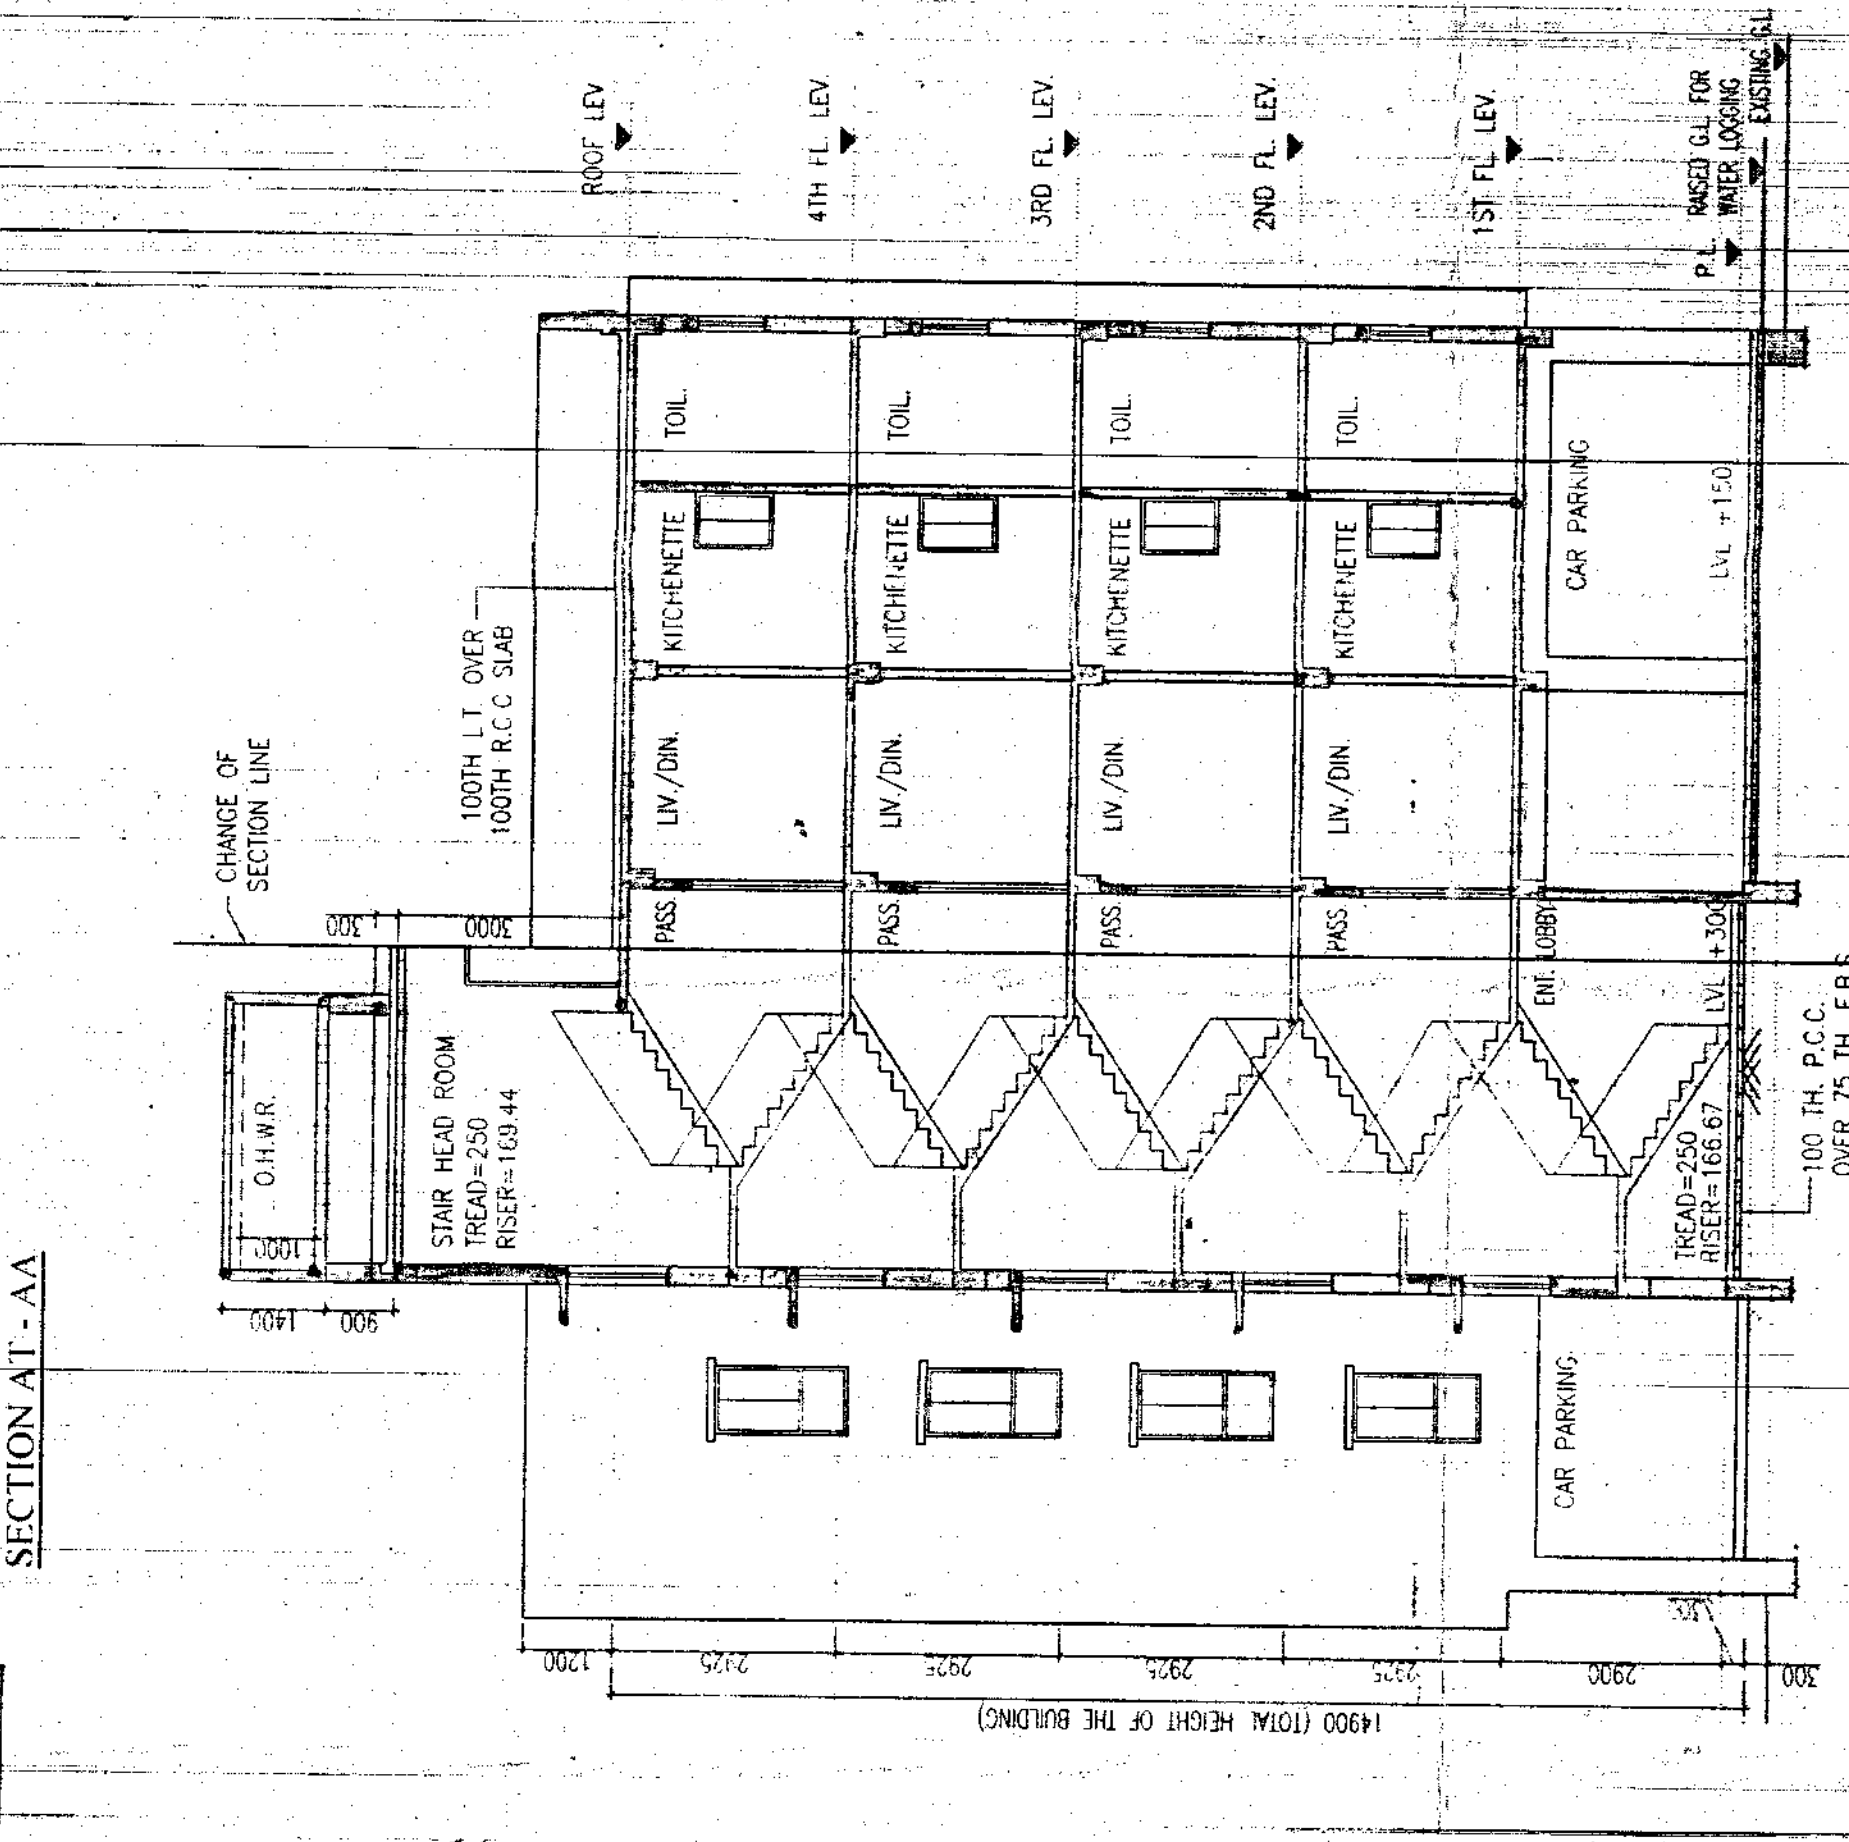 SECTION AT - AA
CHANGE OF
SECTION LINE
ROOF LEV
4TH FL. LEV.
3RD FL. LEV.
2ND FL. LEV.
1ST FL. LEV.
P.L.
RAISED G.L. FOR
WATER LOGGING
EXISTING G.L.
100TH L T OVER
100TH R.C.C SLAB
O.H.W.R.
1000
1400
900
300
3000
STAIR HEAD ROOM
TREAD=250
RISER=169.44
PASS.
LIV./DIN.
KITCHENETTE
TOIL.
PASS.
LIV./DIN.
KITCHENETTE
TOIL.
PASS.
LIV./DIN.
KITCHENETTE
TOIL.
PASS.
LIV./DIN.
KITCHENETTE
TOIL.
ENT. LOBBY
LVL +300
CAR PARKING
LVL +150
TREAD=250
RISER=166.67
CAR PARKING
100 TH. P.C.C.
OVER 75 TH
1200
2925
2925
2900
300
14900 (TOTAL HEIGHT OF THE BUILDING)